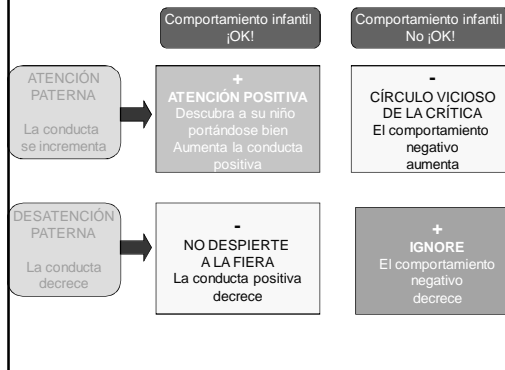 Comportamiento infantil
¡OK!
Comportamiento infantil
No ¡OK!
ATENCIÓN
PATERNA
La conducta
se incrementa
+
ATENCIÓN POSITIVA
Descubra a su niño
portándose bien
Aumenta la conducta
positiva
-
CÍRCULO VICIOSO
DE LA CRÍTICA
El comportamiento
negativo
aumenta
DESATENCIÓN
PATERNA
La conducta
decrece
-
NO DESPIERTE
A LA FIERA
La conducta positiva
decrece
+
IGNORE
El comportamiento
negativo
decrece